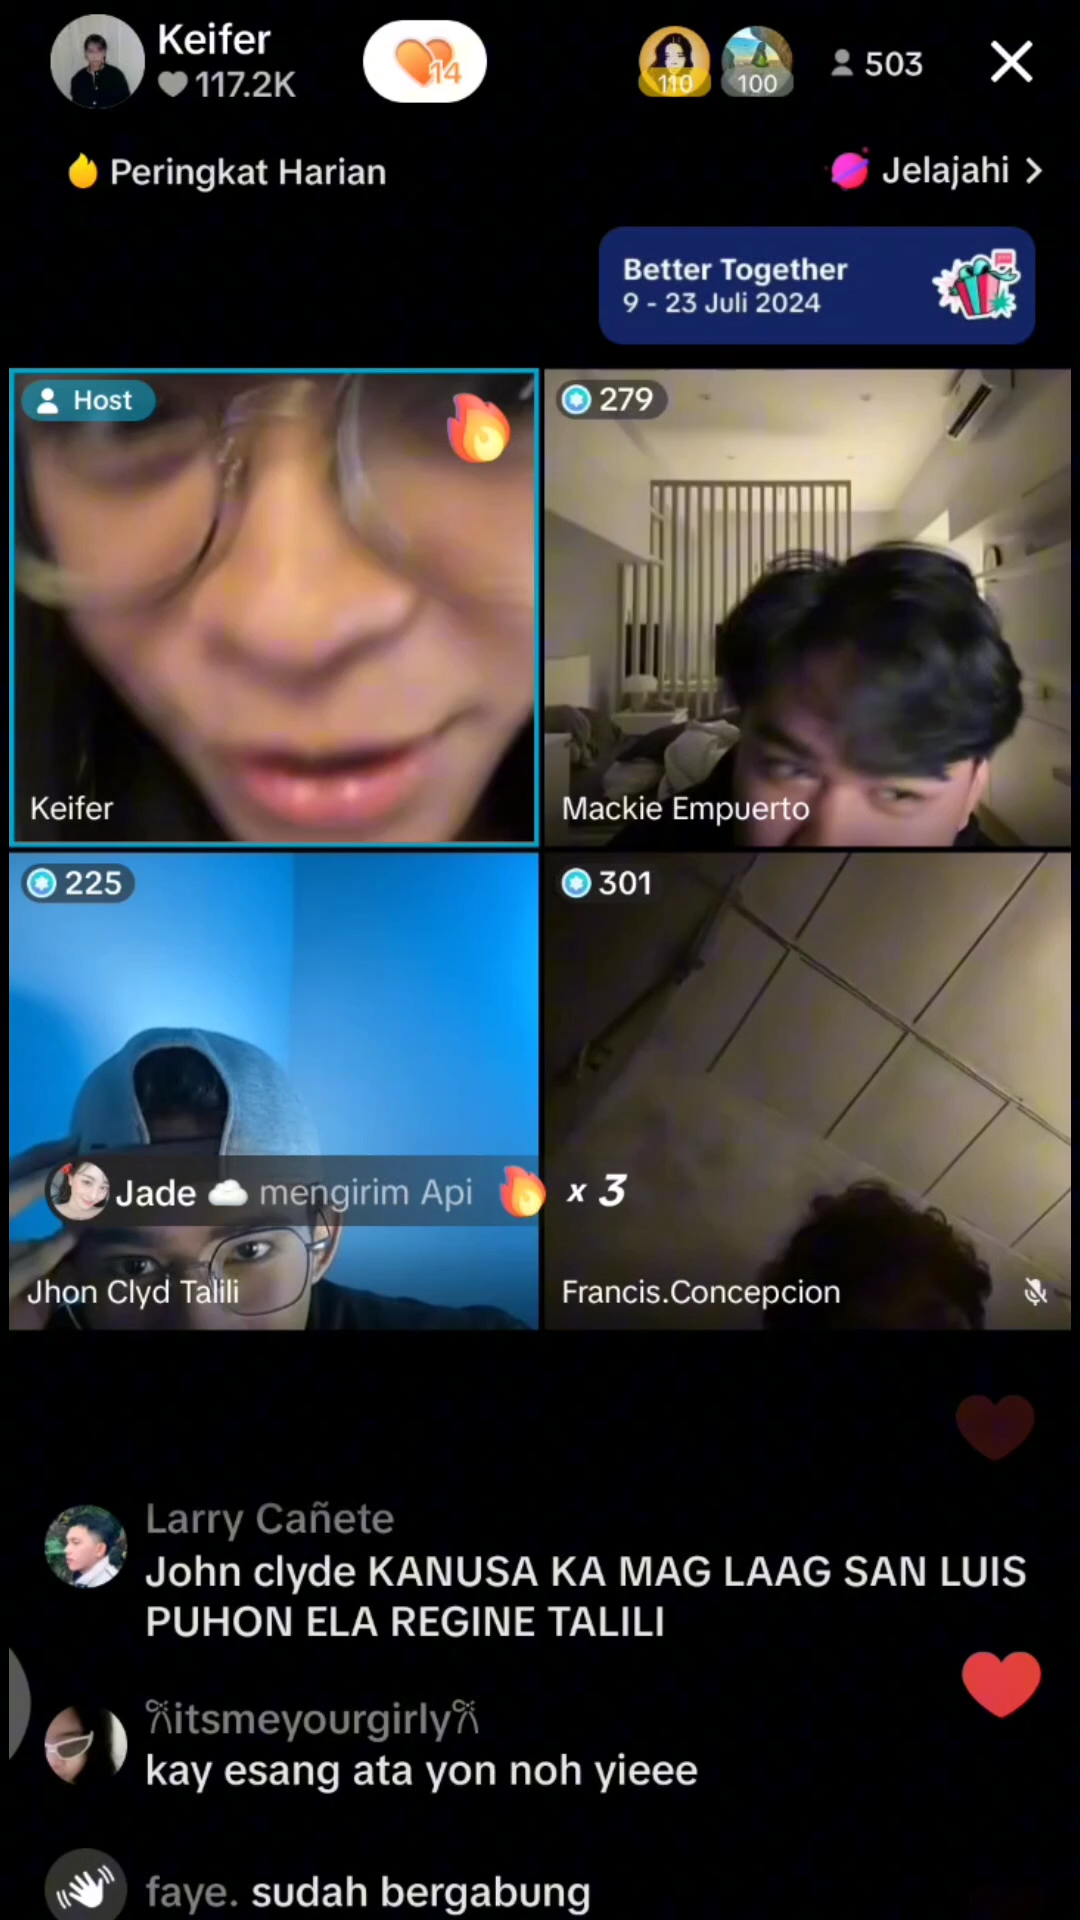 Keifer
117.2K
14
110
100
503
Peringkat Harian
Jelajahi
Better Together
9 - 23 Juli 2024
Host
279
Keifer
Mackie Empuerto
225
301
Jade ☁️ mengirim Api
x 3
Jhon Clyd Talili
Francis.Concepcion
Larry Cañete
John clyde KANUSA KA MAG LAAG SAN LUIS
PUHON ELA REGINE TALILI
𐙚itsmeyourgirly𐙚
kay esang ata yon noh yieee
faye. sudah bergabung